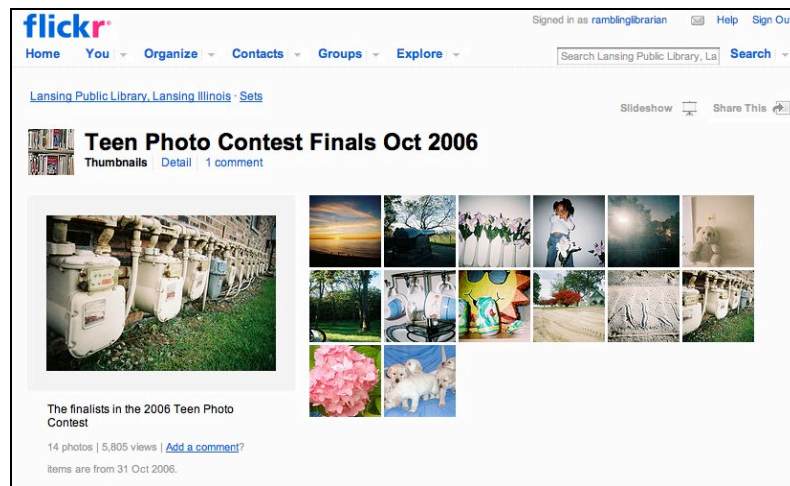 flickr
Signed in as ramblinglibrarian Help Sign Ou
Home You Organize Contacts Groups Explore Search Lansing Public Library, La Search
Lansing Public Library, Lansing Illinois · Sets
Slideshow Share This
Teen Photo Contest Finals Oct 2006
Thumbnails Detail 1 comment
The finalists in the 2006 Teen Photo
Contest
14 photos | 5,805 views | Add a comment?
items are from 31 Oct 2006.